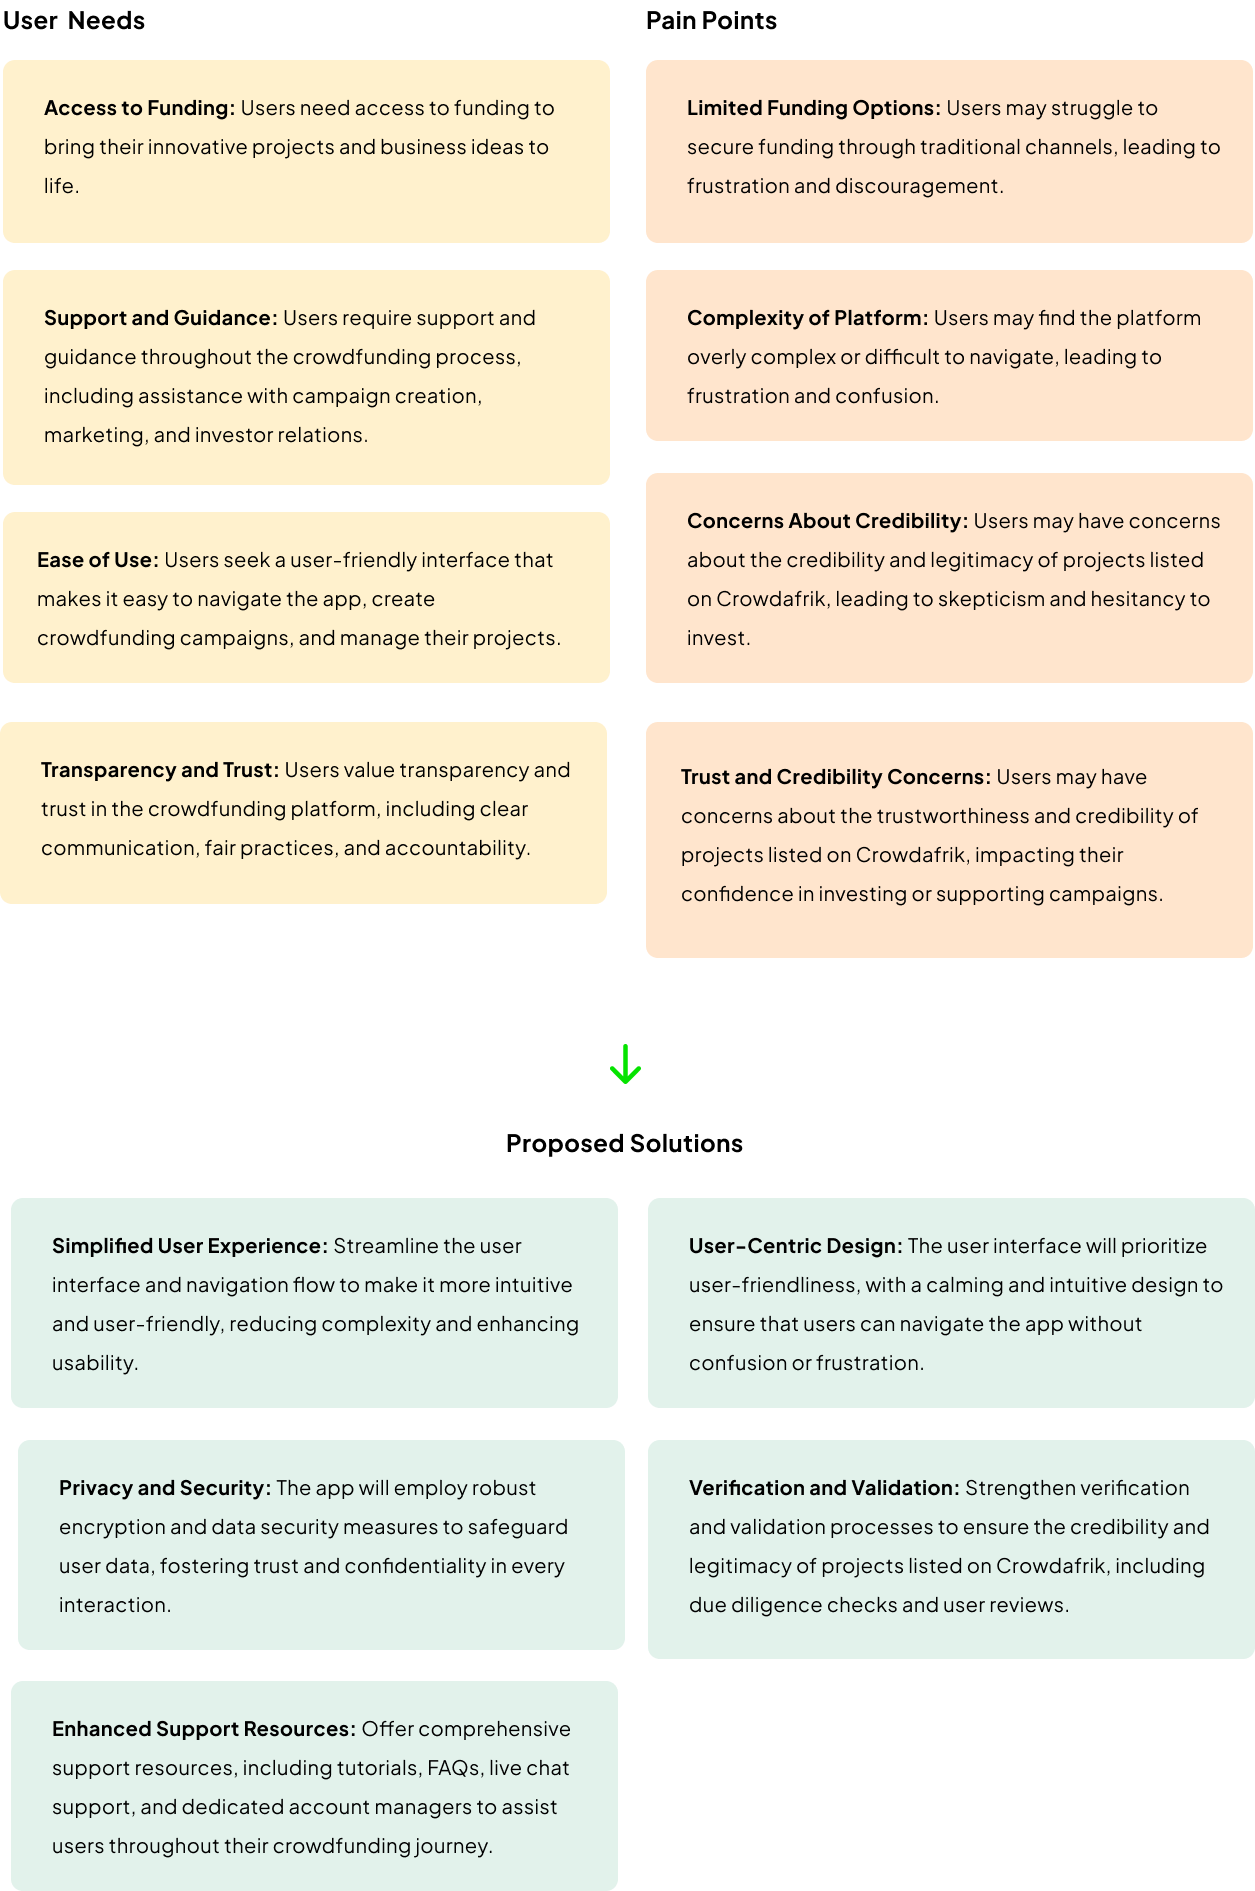 User Needs
Access to Funding: Users need access to funding to
bring their innovative projects and business ideas to
life.
Support and Guidance: Users require support and
guidance throughout the crowdfunding process,
including assistance with campaign creation,
marketing, and investor relations.
Ease of Use: Users seek a user-friendly interface that
makes it easy to navigate the app, create
crowdfunding campaigns, and manage their projects.
Transparency and Trust: Users value transparency and
trust in the crowdfunding platform, including clear
communication, fair practices, and accountability.
Pain Points
Limited Funding Options: Users may struggle to
secure funding through traditional channels, leading to
frustration and discouragement.
Complexity of Platform: Users may find the platform
overly complex or difficult to navigate, leading to
frustration and confusion.
Concerns About Credibility: Users may have concerns
about the credibility and legitimacy of projects listed
on Crowdafrik, leading to skepticism and hesitancy to
invest.
Trust and Credibility Concerns: Users may have
concerns about the trustworthiness and credibility of
projects listed on Crowdafrik, impacting their
confidence in investing or supporting campaigns.
Proposed Solutions
Simplified User Experience: Streamline the user
interface and navigation flow to make it more intuitive
and user-friendly, reducing complexity and enhancing
usability.
User-Centric Design: The user interface will prioritize
user-friendliness, with a calming and intuitive design to
ensure that users can navigate the app without
confusion or frustration.
Privacy and Security: The app will employ robust
encryption and data security measures to safeguard
user data, fostering trust and confidentiality in every
interaction.
Verification and Validation: Strengthen verification
and validation processes to ensure the credibility and
legitimacy of projects listed on Crowdafrik, including
due diligence checks and user reviews.
Enhanced Support Resources: Offer comprehensive
support resources, including tutorials, FAQs, live chat
support, and dedicated account managers to assist
users throughout their crowdfunding journey.